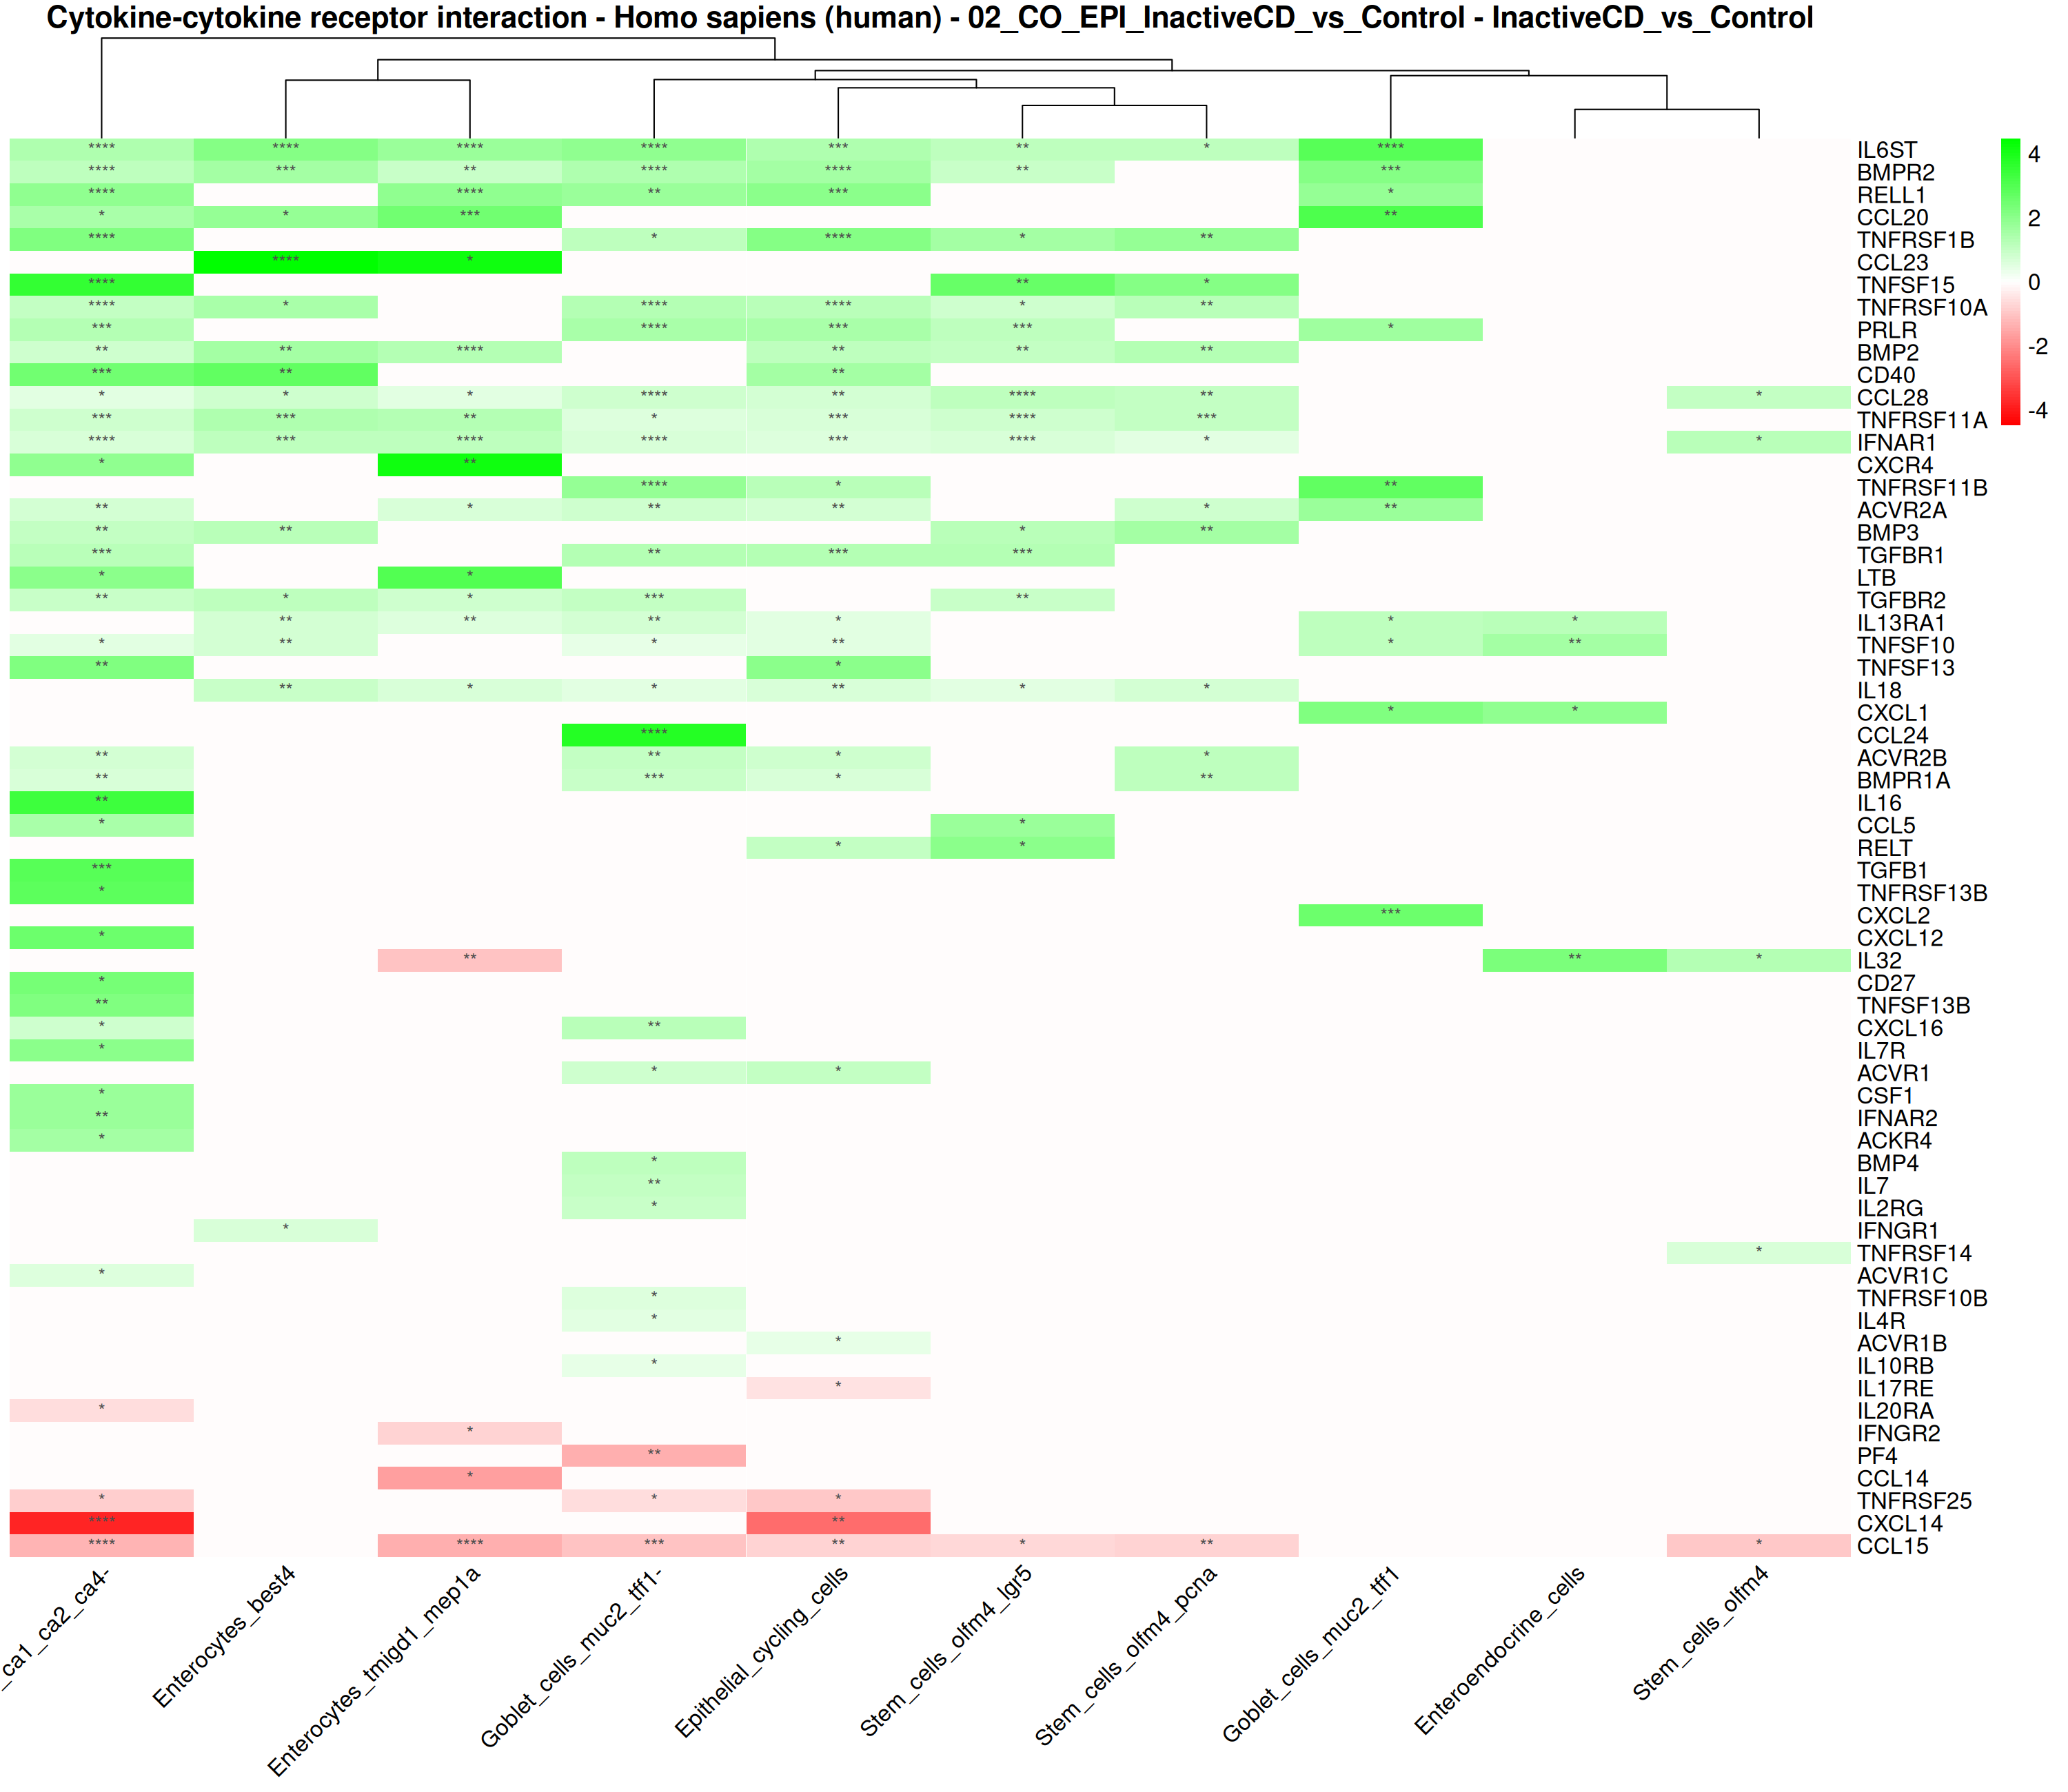 Cytokine-cytokine receptor interaction - Homo sapiens (human) - 02_CO_EPI_InactiveCD_vs_Control - InactiveCD_vs_Control
**** **** **** **** *** ** * **** IL6ST
**** *** ** **** **** ** *** BMPR2
**** **** ** *** * RELL1
* * *** ** CCL20
**** * **** * ** TNFRSF1B
**** * CCL23
**** ** * TNFSF15
**** * **** **** * ** TNFRSF10A
*** **** *** *** * PRLR
** ** **** ** ** ** BMP2
*** ** ** CD40
* * * **** ** **** ** * CCL28
*** *** ** * *** **** *** TNFRSF11A
**** *** **** **** *** **** * * IFNAR1
* ** CXCR4
**** * ** TNFRSF11B
** * ** ** * ** ACVR2A
** ** * ** BMP3
*** ** *** *** TGFBR1
* * LTB
** * * *** ** TGFBR2
** ** ** * * * IL13RA1
* ** * ** * ** TNFSF10
** * TNFSF13
** * * ** * * IL18
* * CXCL1
**** CCL24
** ** * * ACVR2B
** *** * ** BMPR1A
** IL16
* * CCL5
* * RELT
*** TGFB1
* TNFRSF13B
*** CXCL2
* CXCL12
** ** * IL32
* CD27
** TNFSF13B
* ** CXCL16
* IL7R
* * ACVR1
* CSF1
** IFNAR2
* ACKR4
* BMP4
** IL7
* IL2RG
* IFNGR1
* TNFRSF14
* ACVR1C
* TNFRSF10B
* IL4R
* ACVR1B
* IL10RB
* IL17RE
* IL20RA
* IFNGR2
** PF4
* CCL14
* * * TNFRSF25
**** ** CXCL14
**** **** *** ** * ** * CCL15
4
2
0
-2
-4
_ca1_ca2_ca4-
Enterocytes_best4
Enterocytes_tmigd1_mep1a
Goblet_cells_muc2_tff1-
Epithelial_cycling_cells
Stem_cells_olfm4_lgr5
Stem_cells_olfm4_pcna
Goblet_cells_muc2_tff1
Enteroendocrine_cells
Stem_cells_olfm4